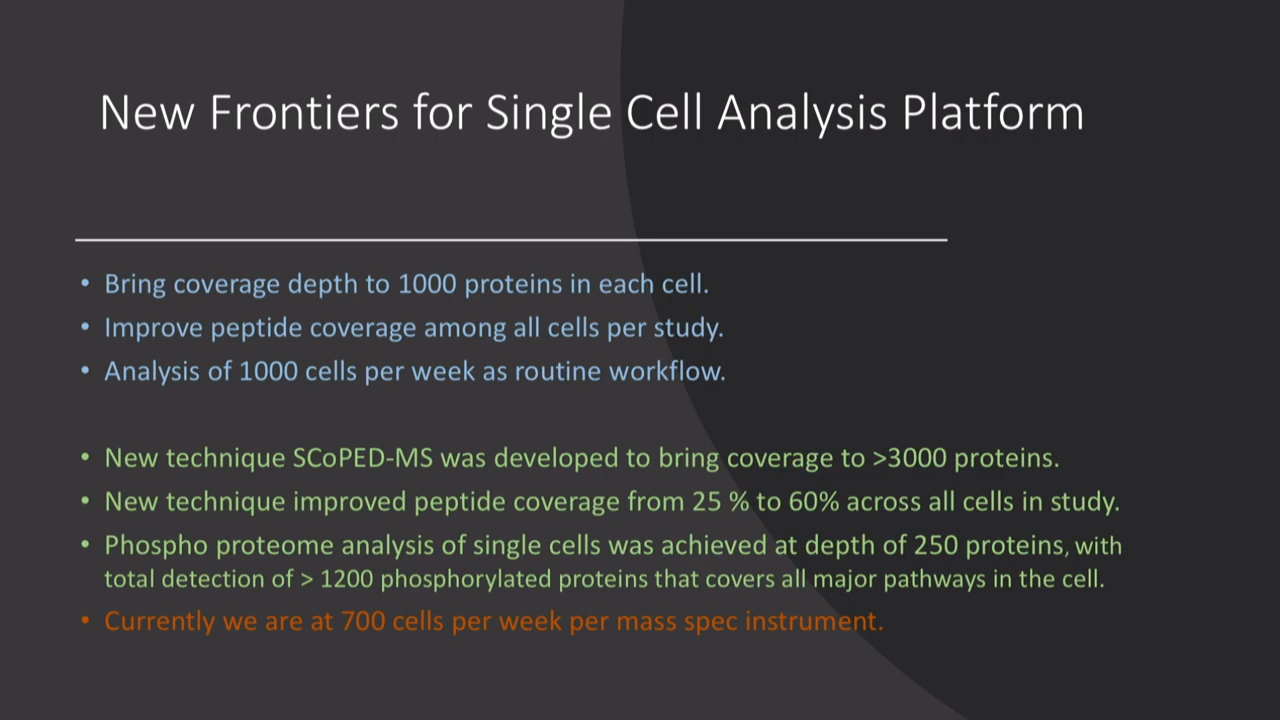 New Frontiers for Single Cell Analysis Platform
• Bring coverage depth to 1000 proteins in each cell.
• Improve peptide coverage among all cells per study.
• Analysis of 1000 cells per week as routine workflow.
• New technique SCoPED-MS was developed to bring coverage to >3000 proteins.
• New technique improved peptide coverage from 25 % to 60% across all cells in study.
• Phospho proteome analysis of single cells was achieved at depth of 250 proteins, with
total detection of > 1200 phosphorylated proteins that covers all major pathways in the cell.
• Currently we are at 700 cells per week per mass spec instrument.